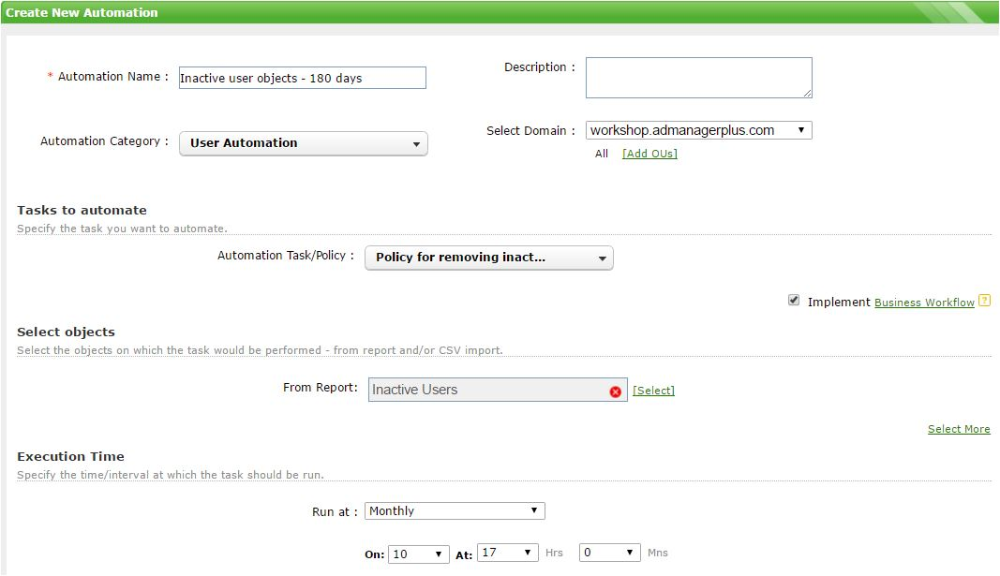 Create New Automation
* Automation Name : Inactive user objects - 180 days
Description :
Automation Category : User Automation
Select Domain : workshop.admanagerplus.com
All [Add OUs]
Tasks to automate
Specify the task you want to automate.
Automation Task/Policy : Policy for removing inact...
Implement Business Workflow ?
Select objects
Select the objects on which the task would be performed - from report and/or CSV import.
From Report: Inactive Users [Select]
Select More
Execution Time
Specify the time/interval at which the task should be run.
Run at : Monthly
On: 10 At: 17 Hrs 0 Mns